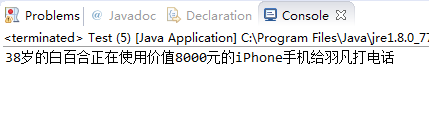 Problems @ Javadoc Declaration Console
<terminated> Test (5) [Java Application] C:\Program Files\Java\jre1.8.0_77
38岁的白百合正在使用价值8000元的iPhone手机给羽凡打电话